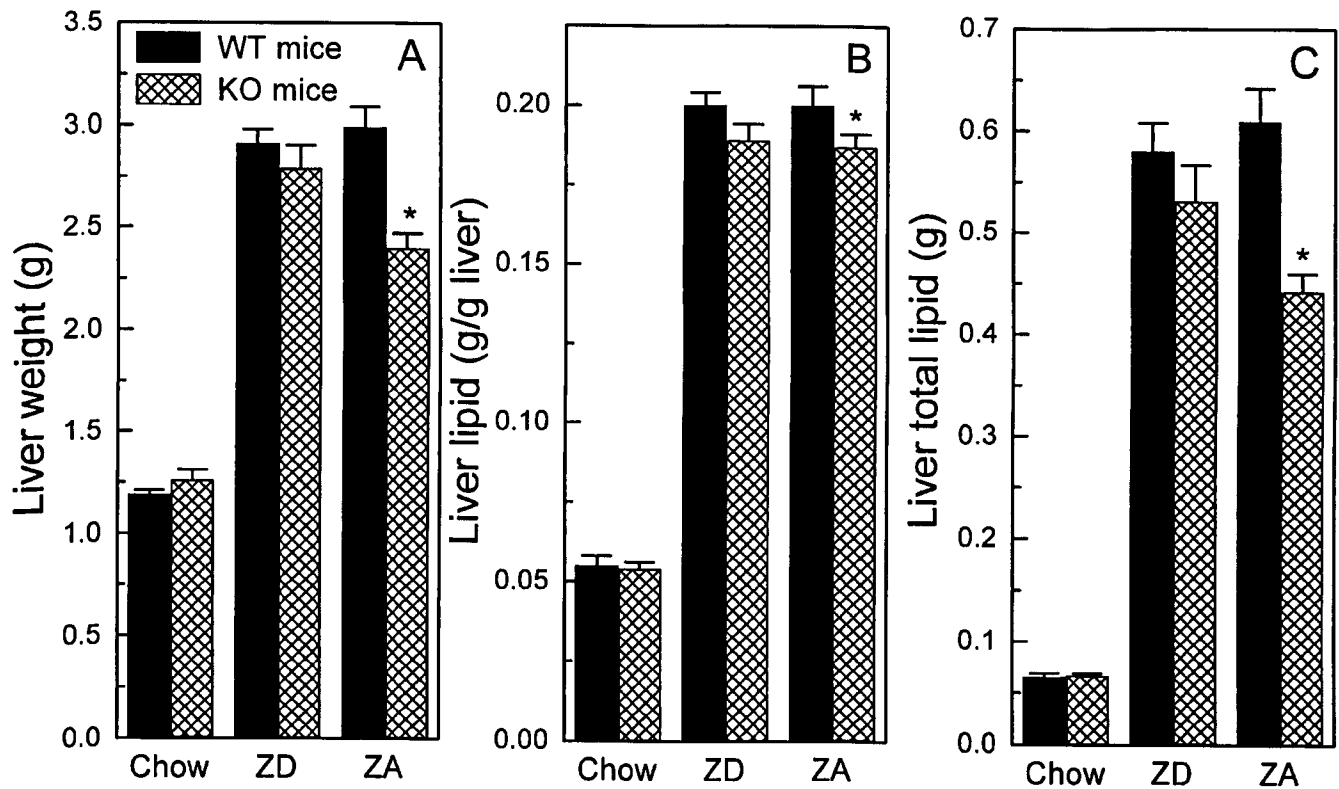 A
WT mice
KO mice
Liver weight (g)
3.5
3.0
2.5
2.0
1.5
1.0
0.5
0.0
*
Chow ZD ZA
B
Liver lipid (g/g liver)
0.20
0.15
0.10
0.05
0.00
*
Chow ZD ZA
C
Liver total lipid (g)
0.7
0.6
0.5
0.4
0.3
0.2
0.1
0.0
*
Chow ZD ZA